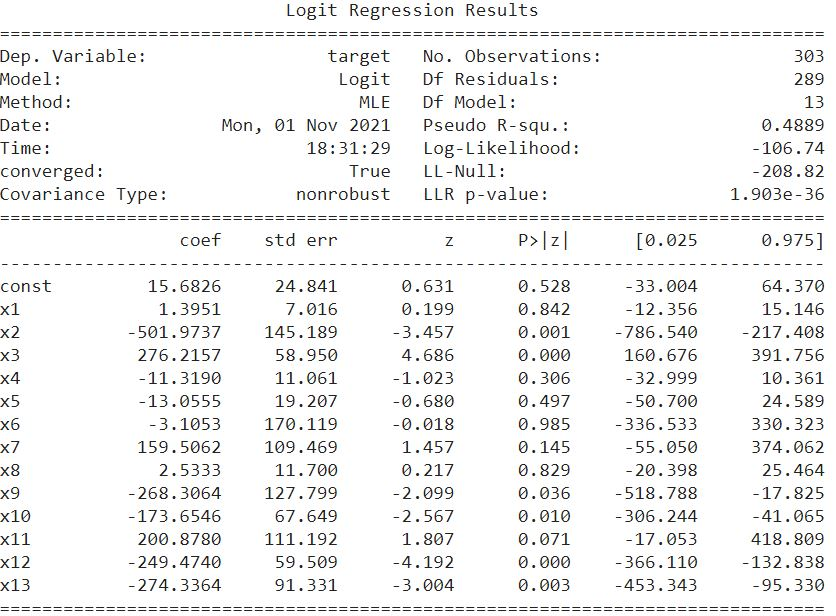 Logit Regression Results
==============================================================================
Dep. Variable: target No. Observations: 303
Model: Logit Df Residuals: 289
Method: MLE Df Model: 13
Date: Mon, 01 Nov 2021 Pseudo R-squ.: 0.4889
Time: 18:31:29 Log-Likelihood: -106.74
converged: True LL-Null: -208.82
Covariance Type: nonrobust LLR p-value: 1.903e-36
==============================================================================
coef std err z P>|z| [0.025 0.975]
------------------------------------------------------------------------------
const 15.6826 24.841 0.631 0.528 -33.004 64.370
x1 1.3951 7.016 0.199 0.842 -12.356 15.146
x2 -501.9737 145.189 -3.457 0.001 -786.540 -217.408
x3 276.2157 58.950 4.686 0.000 160.676 391.756
x4 -11.3190 11.061 -1.023 0.306 -32.999 10.361
x5 -13.0555 19.207 -0.680 0.497 -50.700 24.589
x6 -3.1053 170.119 -0.018 0.985 -336.533 330.323
x7 159.5062 109.469 1.457 0.145 -55.050 374.062
x8 2.5333 11.700 0.217 0.829 -20.398 25.464
x9 -268.3064 127.799 -2.099 0.036 -518.788 -17.825
x10 -173.6546 67.649 -2.567 0.010 -306.244 -41.065
x11 200.8780 111.192 1.807 0.071 -17.053 418.809
x12 -249.4740 59.509 -4.192 0.000 -366.110 -132.838
x13 -274.3364 91.331 -3.004 0.003 -453.343 -95.330
==============================================================================